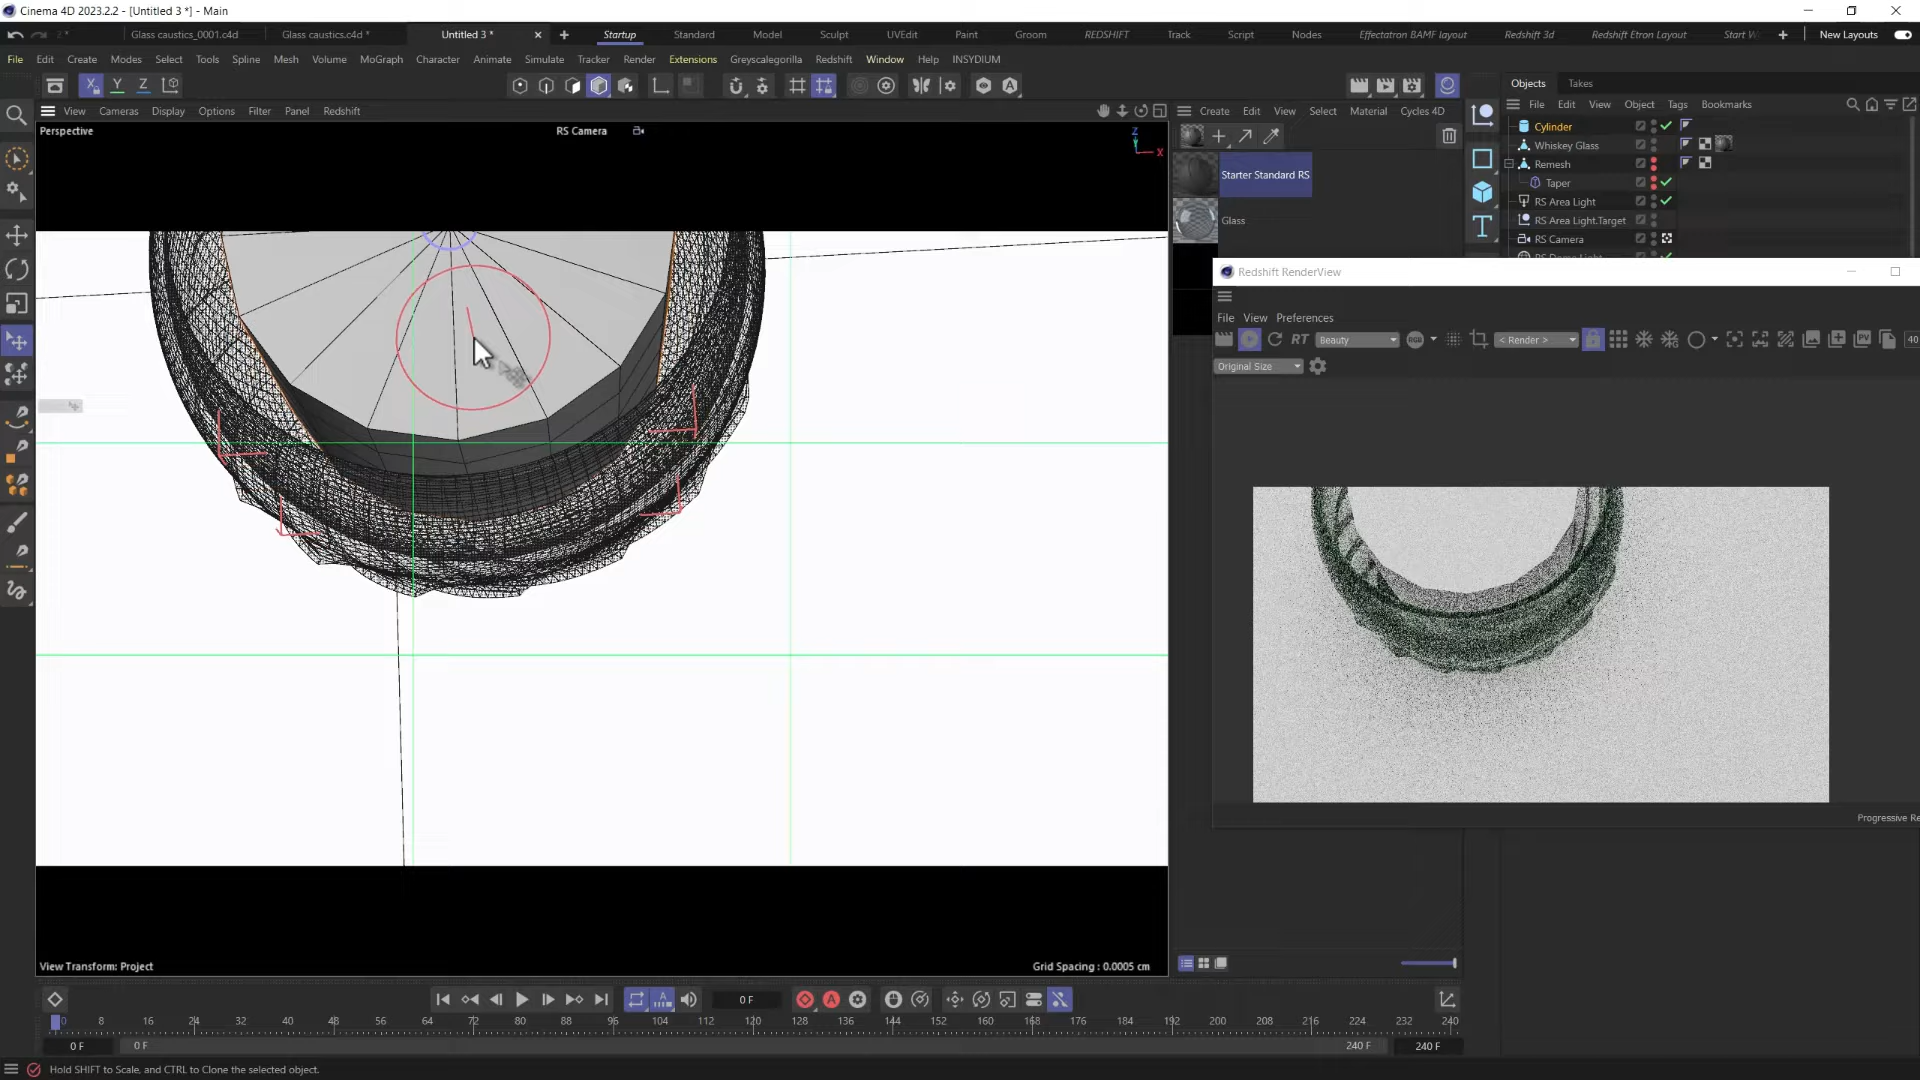 Cinema 4D 2023.2.2 - [Untitled 3 *] - Main
Glass caustics_0001.c4d
Glass caustics.c4d *
Untitled 3 *
Startup
Standard
Model
Sculpt
UVEdit
Paint
Groom
REDSHIFT
Track
Script
Nodes
Effectatron BAMF layout
Redshift 3d
Redshift Etron Layout
Start W
New Layouts
File Edit Create Modes Select Tools Spline Mesh Volume MoGraph Character Animate Simulate Tracker Render Extensions Greyscalegorilla Redshift Window Help INSYDIUM
X Y Z
Objects Takes
View Cameras Display Options Filter Panel Redshift
Create Edit View Select Material Cycles 4D
File Edit View Object Tags Bookmarks
Perspective
RS Camera
Z
X
Starter Standard RS
Glass
Cylinder
Whiskey Glass
Remesh
Taper
RS Area Light
RS Area Light.Target
RS Camera
RS Dome Light
Redshift RenderView
File View Preferences
RT
Beauty
< Render >
PV
40
Original Size
Progressive Re
View Transform: Project
Grid Spacing : 0.0005 cm
0 F
0 8 16 24 32 40 48 56 64 72 80 88 96 104 112 120 128 136 144 152 160 168 176 184 192 200 208 216 224 232 240
0 F
0 F
240 F
240 F
Hold SHIFT to Scale, and CTRL to Clone the selected object.